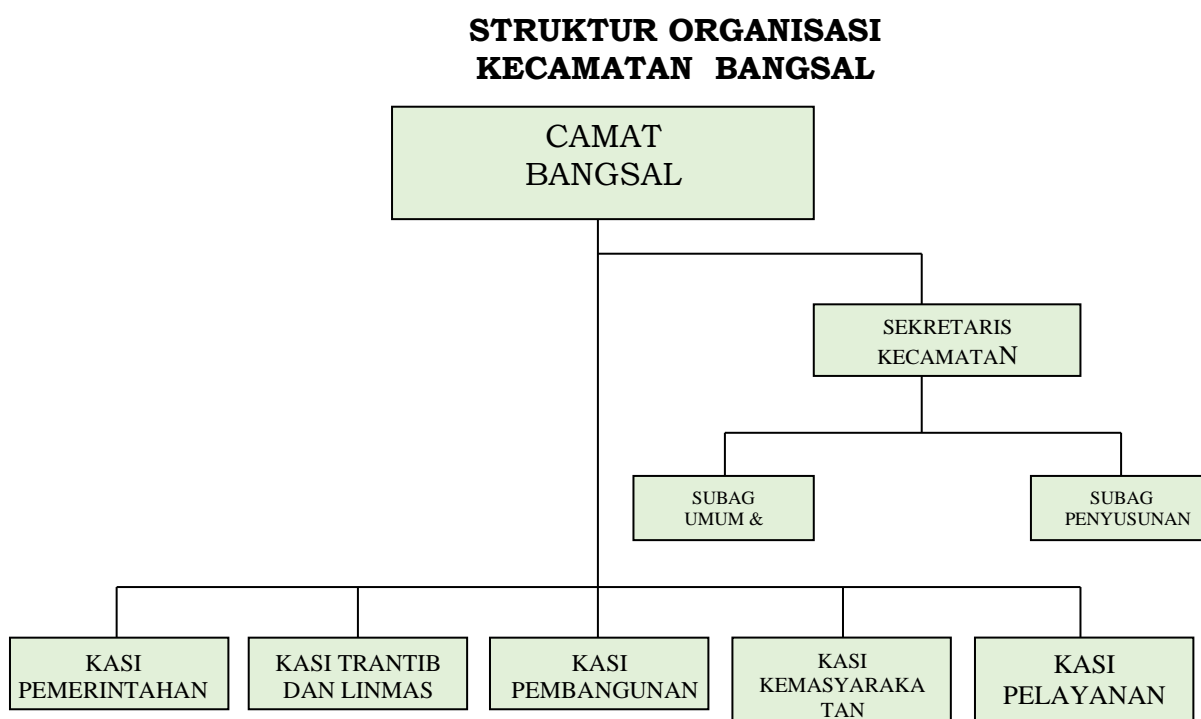 STRUKTUR ORGANISASI
KECAMATAN BANGSAL
CAMAT
BANGSAL
SEKRETARIS
KECAMATAN
SUBAG
UMUM &
SUBAG
PENYUSUNAN
KASI
PEMERINTAHAN
KASI TRANTIB
DAN LINMAS
KASI
PEMBANGUNAN
KASI
KEMASYARAKA
TAN
KASI
PELAYANAN